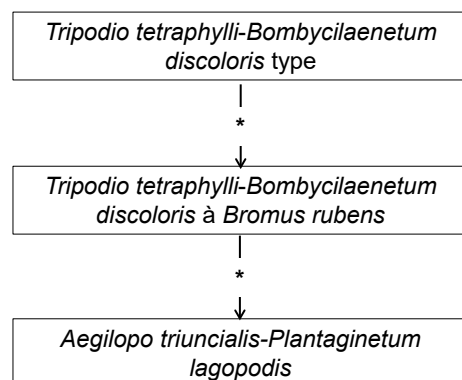 Tripodio tetraphylli-Bombycilaenetum
discoloris type
*
Tripodio tetraphylli-Bombycilaenetum
discoloris à Bromus rubens
*
Aegilopo triuncialis-Plantaginetum
lagopodis